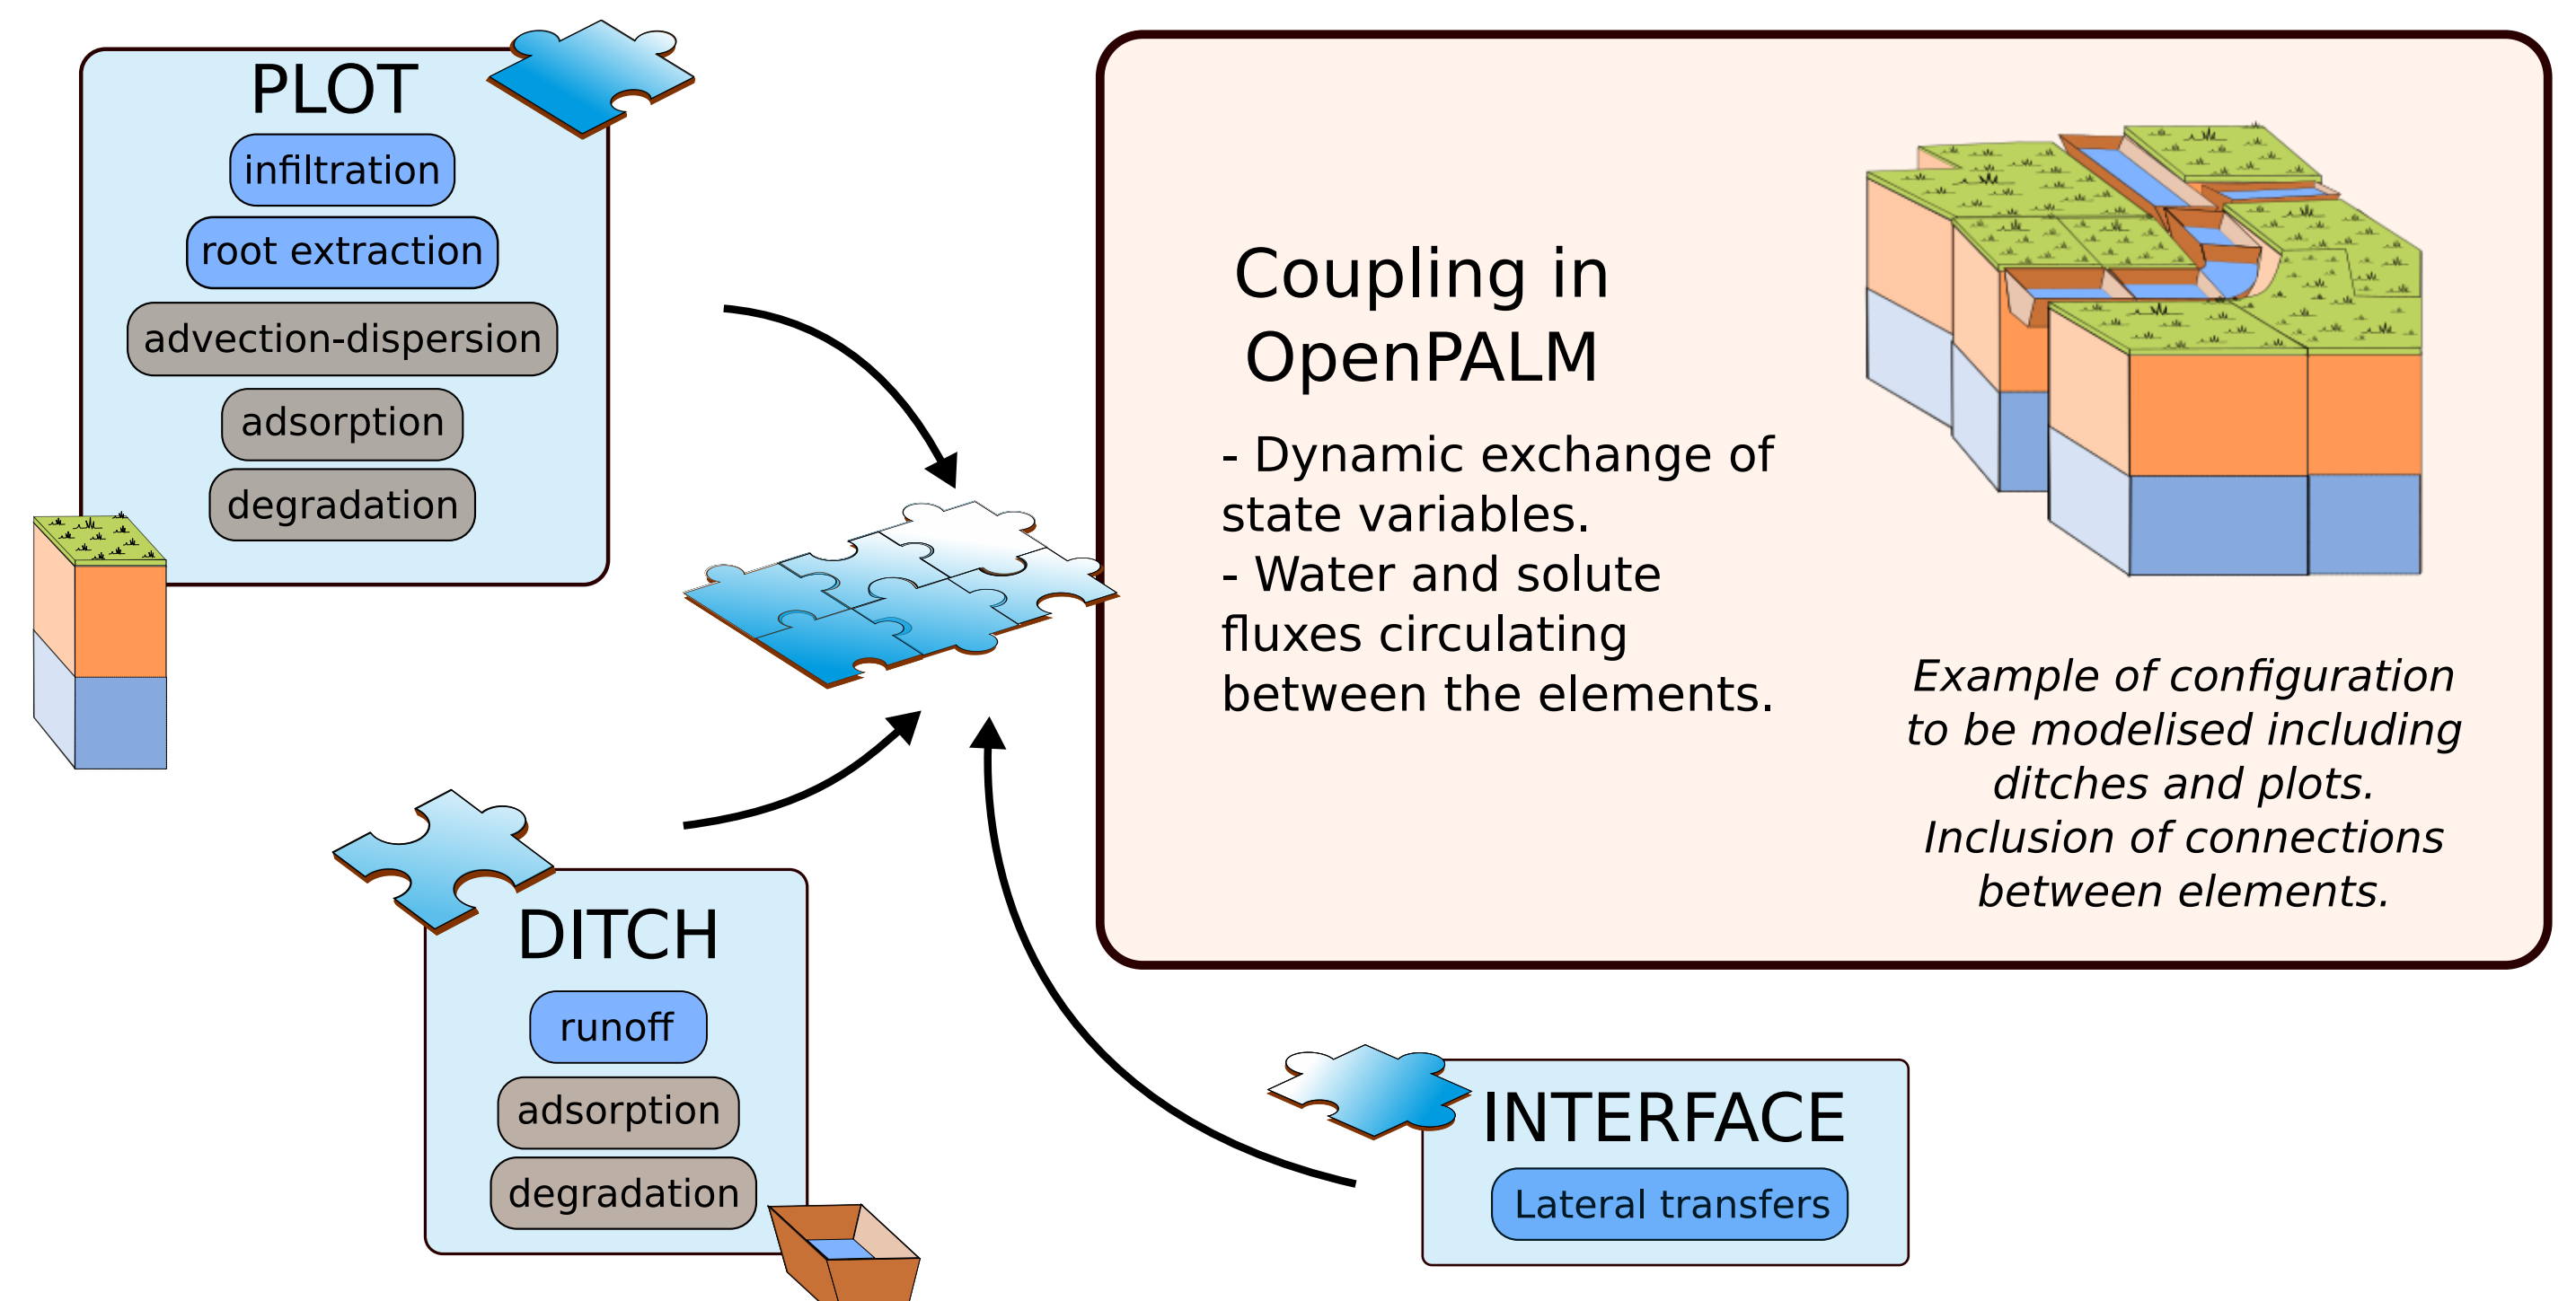 PLOT
infiltration
root extraction
advection-dispersion
adsorption
degradation
Coupling in
OpenPALM
- Dynamic exchange of
state variables.
- Water and solute
fluxes circulating
between the elements.
Example of configuration
to be modelised including
ditches and plots.
Inclusion of connections
between elements.
DITCH
runoff
adsorption
degradation
INTERFACE
Lateral transfers